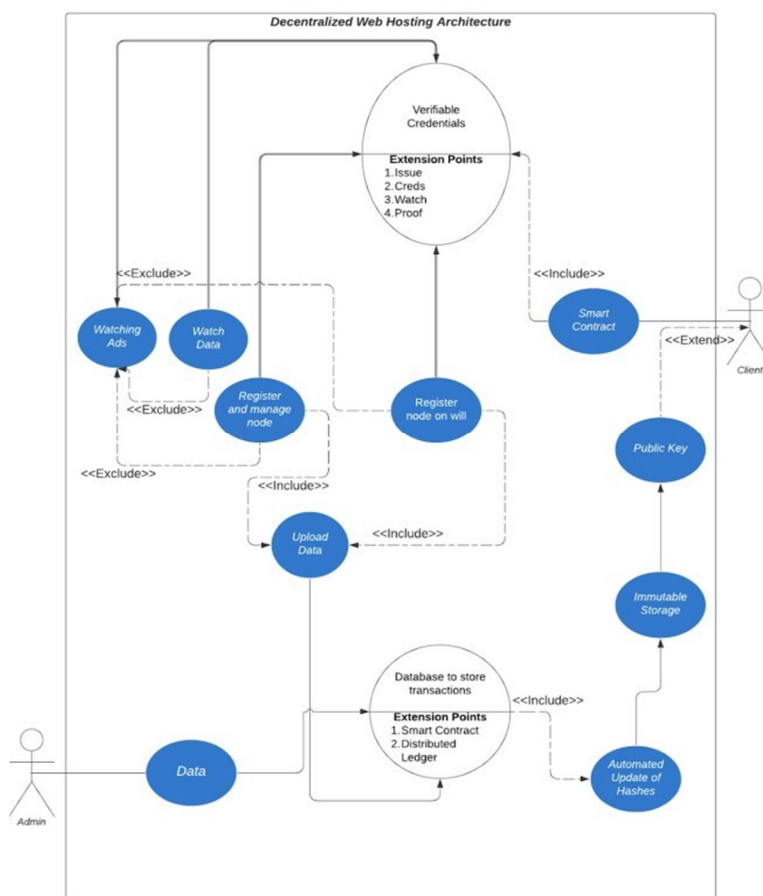 Decentralized Web Hosting Architecture
Verifiable
Credentials
Extension Points
1.Issue
2.Creds
3.Watch
4.Proof
<<Exclude>>
<<Include>>
Watching
Ads
Watch
Data
Smart
Contract
<<Extend>>
Client
Register
and manage
node
Register
node on will
<<Exclude>>
Public Key
<<Exclude>>
<<Include>>
<<Include>>
Upload
Data
Immutable
Storage
Database to store
transactions
<<Include>>
Extension Points
1.Smart Contract
2.Distributed
Ledger
Data
Automated
Update of
Hashes
Admin